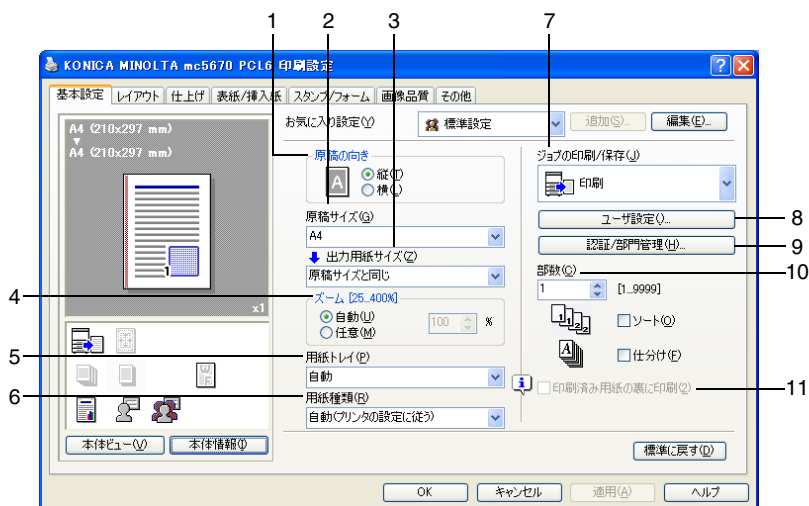 1
2
3
7
KONICA MINOLTA mc5670 PCL6 印刷設定
基本設定 レイアウト 仕上げ 表紙/挿入紙 スタンプ/フォーム 画像品質 その他
A4 (210x297 mm)
A4 (210x297 mm)
1
x1
本体ビュー(V)
本体情報(I)
お気に入り設定(Y)
標準設定
追加(S)...
編集(E)...
原稿の向き
A
縦(T)
横(L)
原稿サイズ(G)
A4
出力用紙サイズ(Z)
原稿サイズと同じ
4
ズーム [25...400%]
自動(U)
任意(M)
100
%
5
用紙トレイ(P)
自動
6
用紙種類(R)
自動(プリンタの設定に従う)
ジョブの印刷/保存(J)
印刷
ユーザ設定()...
8
認証/部門管理(H)...
9
部数(C)
10
1
[1...9999]
1 1 2 2
ソート(O)
A
仕分け(F)
印刷済み用紙の裏に印刷(2)
11
W
F
標準に戻す(D)
OK
キャンセル
適用(A)
ヘルプ